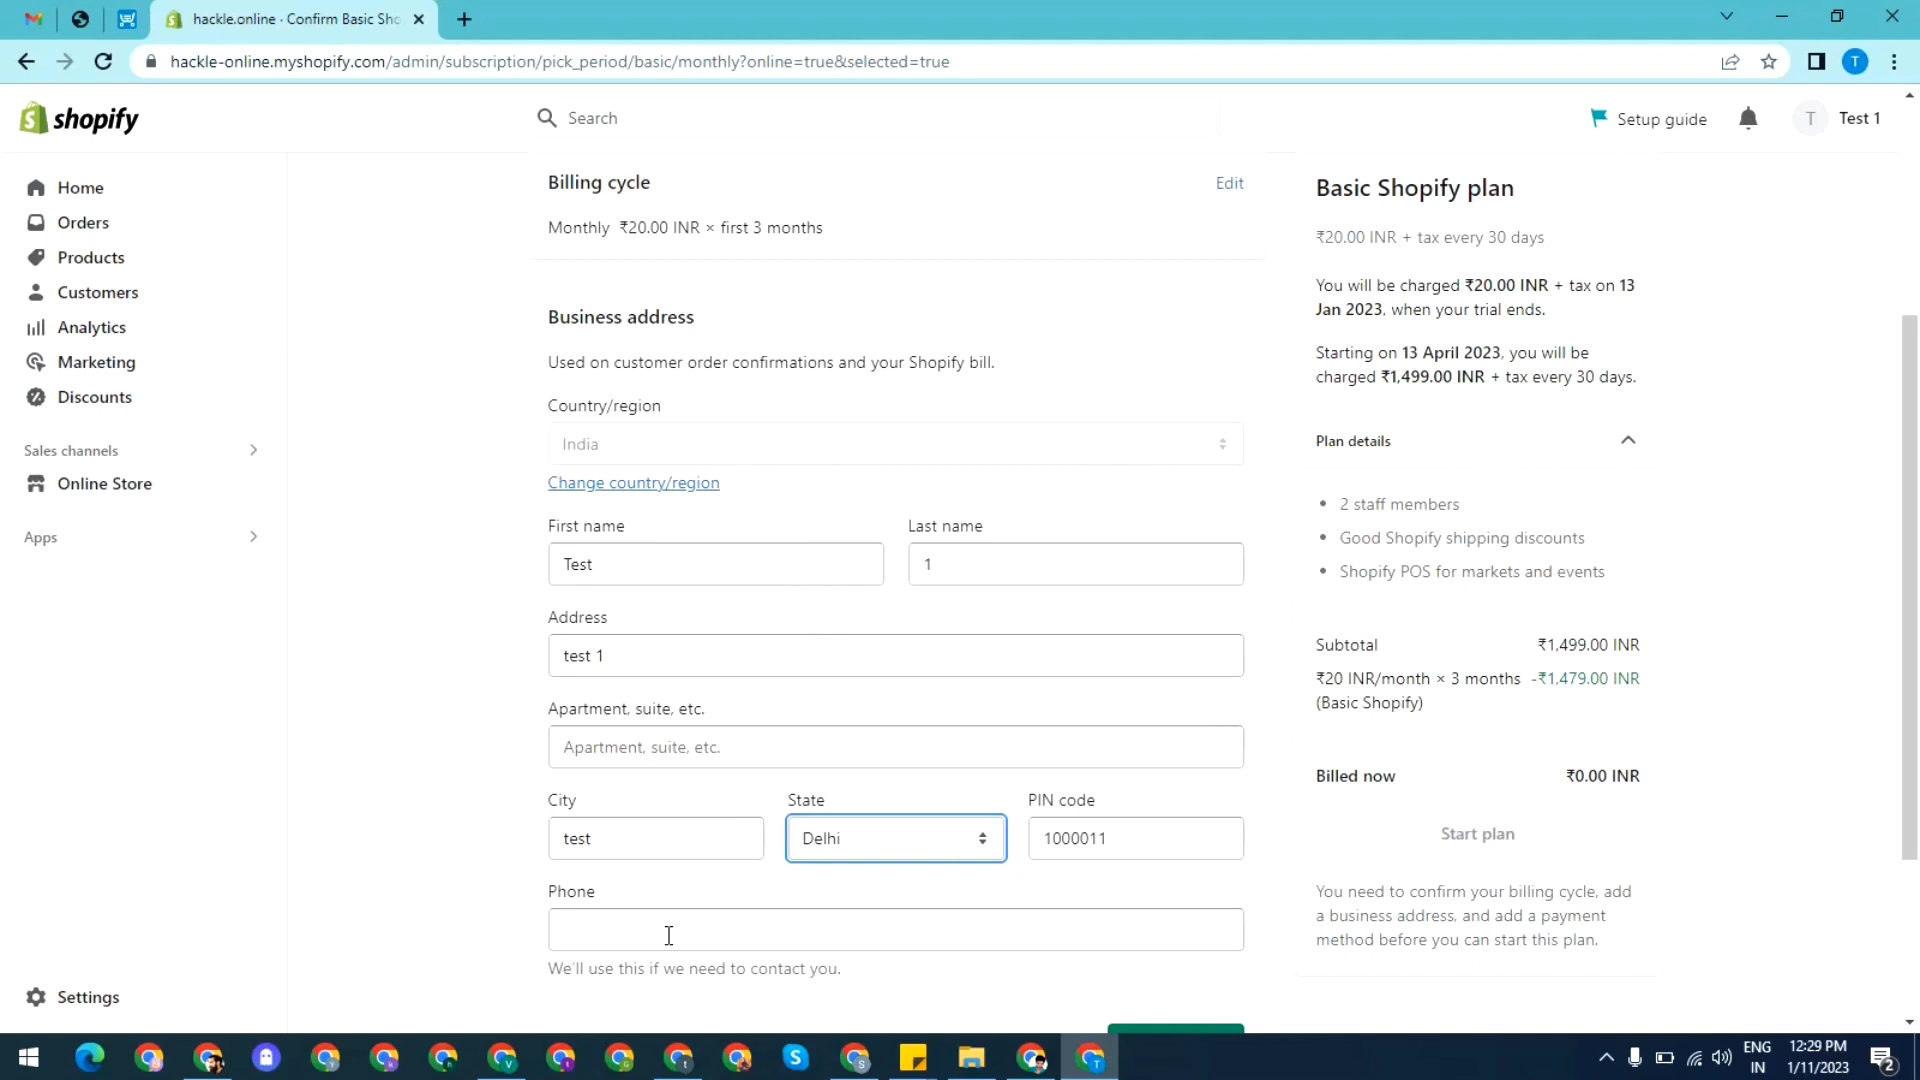 hackle.online · Confirm Basic Sho
hackle-online.myshopify.com/admin/subscription/pick_period/basic/monthly?online=true&selected=true
T
shopify
Search
Setup guide
T
Test 1
Home
Orders
Products
Customers
Analytics
Marketing
Discounts
Sales channels
Online Store
Apps
Settings
Billing cycle
Edit
Monthly ₹20.00 INR × first 3 months
Business address
Used on customer order confirmations and your Shopify bill.
Country/region
India
Change country/region
First name
Last name
Test
1
Address
test 1
Apartment, suite, etc.
Apartment, suite, etc.
City
State
PIN code
test
Delhi
1000011
Phone
We'll use this if we need to contact you.
Basic Shopify plan
₹20.00 INR + tax every 30 days
You will be charged ₹20.00 INR + tax on 13
Jan 2023, when your trial ends.
Starting on 13 April 2023, you will be
charged ₹1,499.00 INR + tax every 30 days.
Plan details
2 staff members
Good Shopify shipping discounts
Shopify POS for markets and events
Subtotal ₹1,499.00 INR
₹20 INR/month × 3 months -₹1,479.00 INR
(Basic Shopify)
Billed now ₹0.00 INR
Start plan
You need to confirm your billing cycle, add
a business address, and add a payment
method before you can start this plan.
ENG
IN
12:29 PM
1/11/2023
2